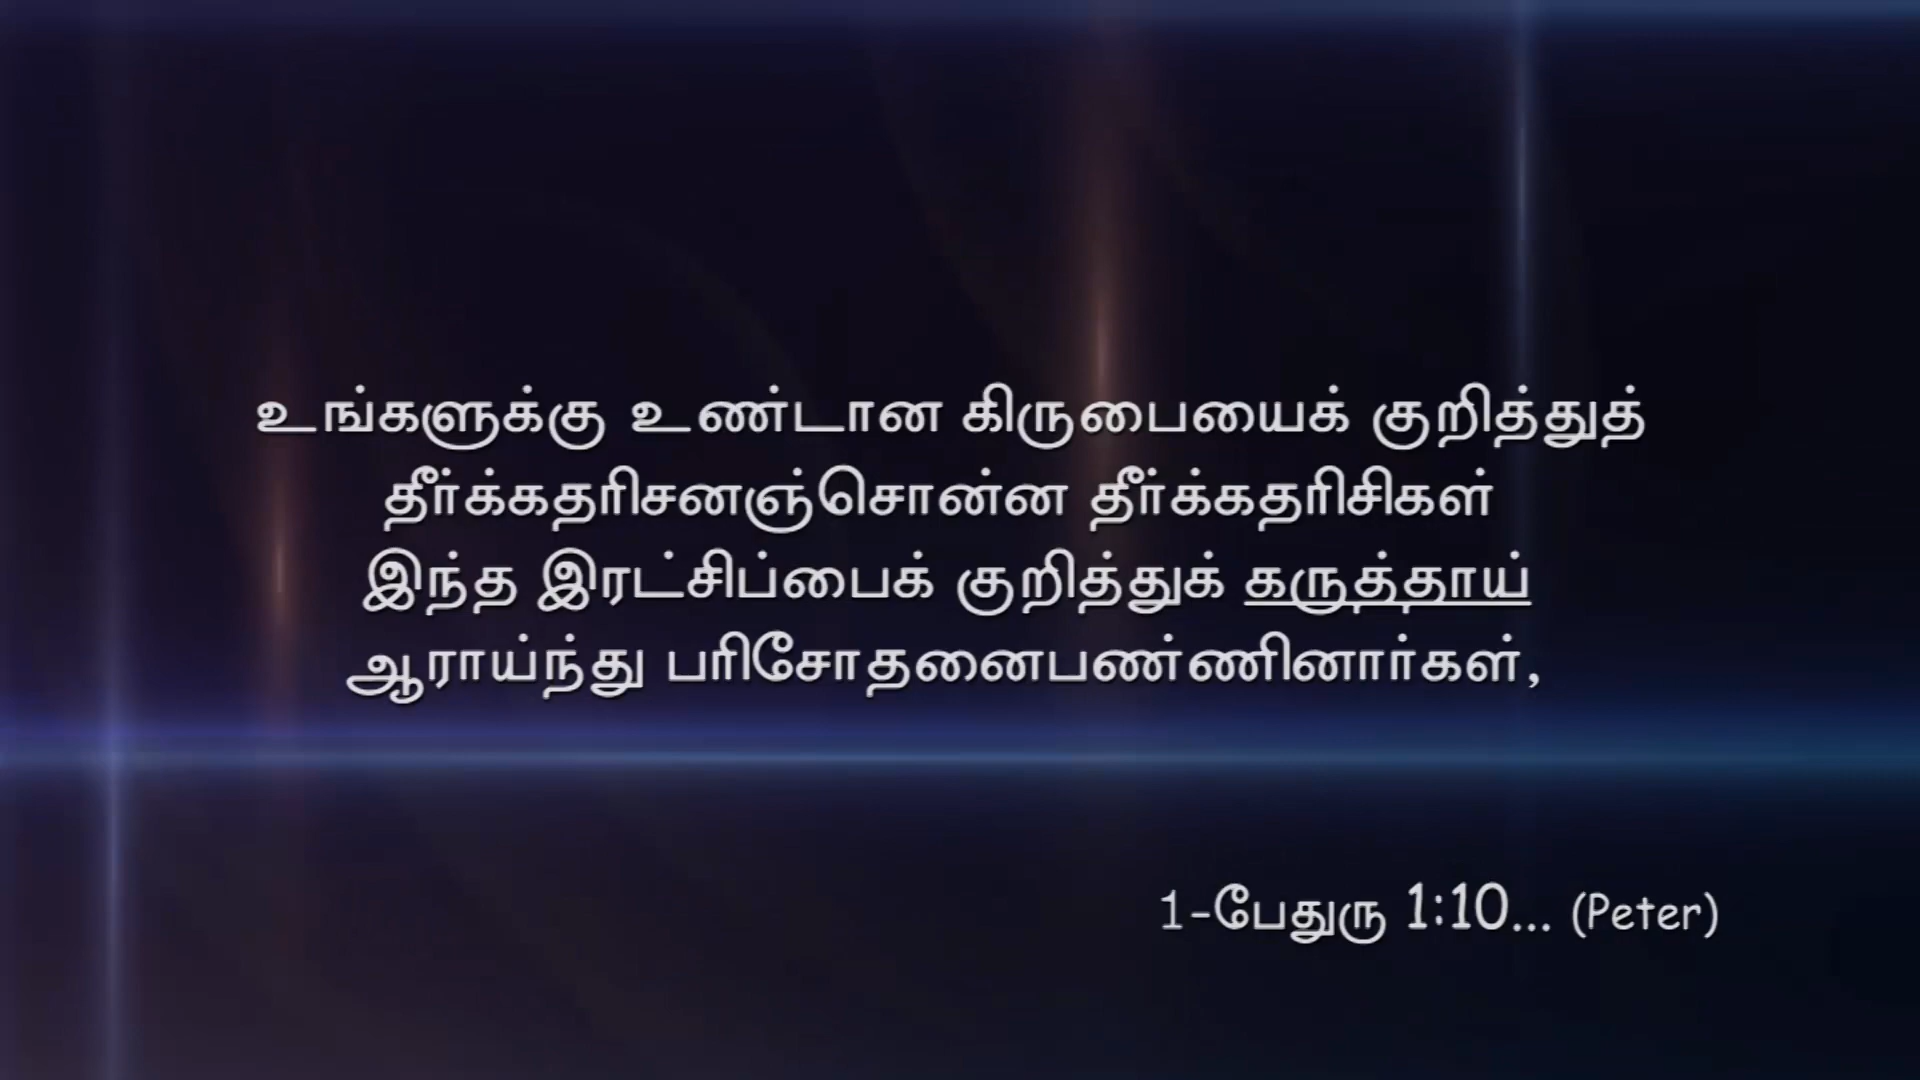 உங்களுக்கு உண்டான கிருபையைக் குறித்துத்
தீர்க்கதரிசனஞ்சொன்ன தீர்க்கதரிசிகள்
இந்த இரட்சிப்பைக் குறித்துக் கருத்தாய்
ஆராய்ந்து பரிசோதனைபண்ணினார்கள்,
1-பேதுரு 1:10... (Peter)